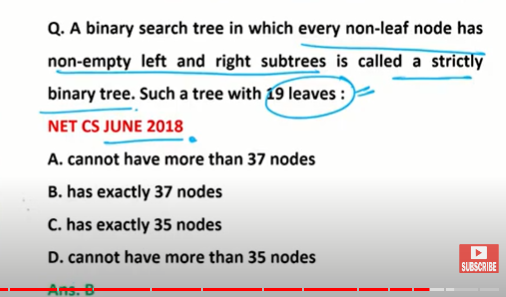 Q. A binary search tree in which every non-leaf node has
non-empty left and right subtrees is called a strictly
binary tree. Such a tree with 19 leaves :
NET CS JUNE 2018
A. cannot have more than 37 nodes
B. has exactly 37 nodes
C. has exactly 35 nodes
D. cannot have more than 35 nodes
SUBSCRIBE
Ans. B